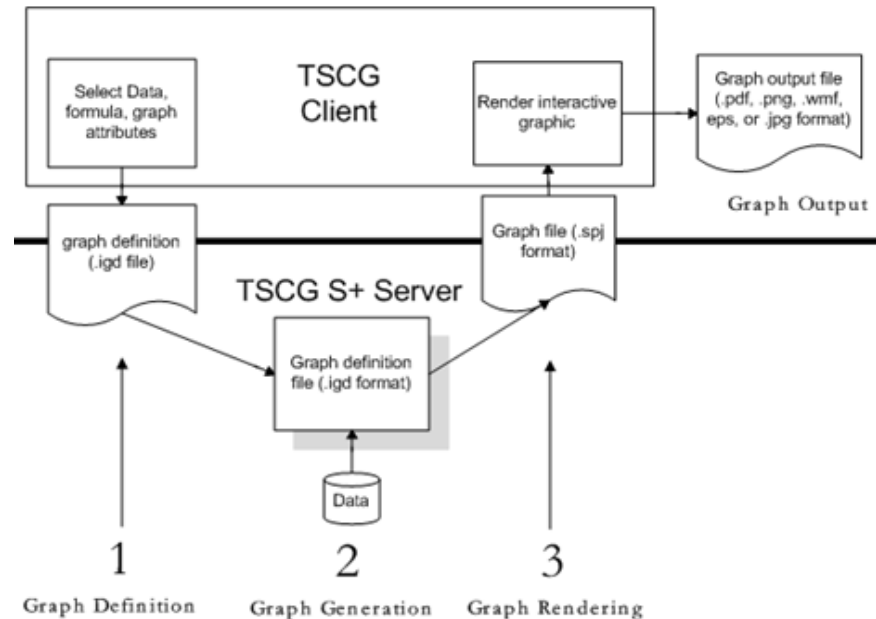 TSCG
Client
Select Data,
formula, graph
attributes
Render interactive
graphic
Graph output file
(.pdf, .png, .wmf,
eps, or .jpg format)
Graph Output
graph definition
(.igd file)
Graph file (.spj
format)
TSCG S+ Server
Graph definition
file (.igd format)
Data
1
Graph Definition
2
Graph Generation
3
Graph Rendering